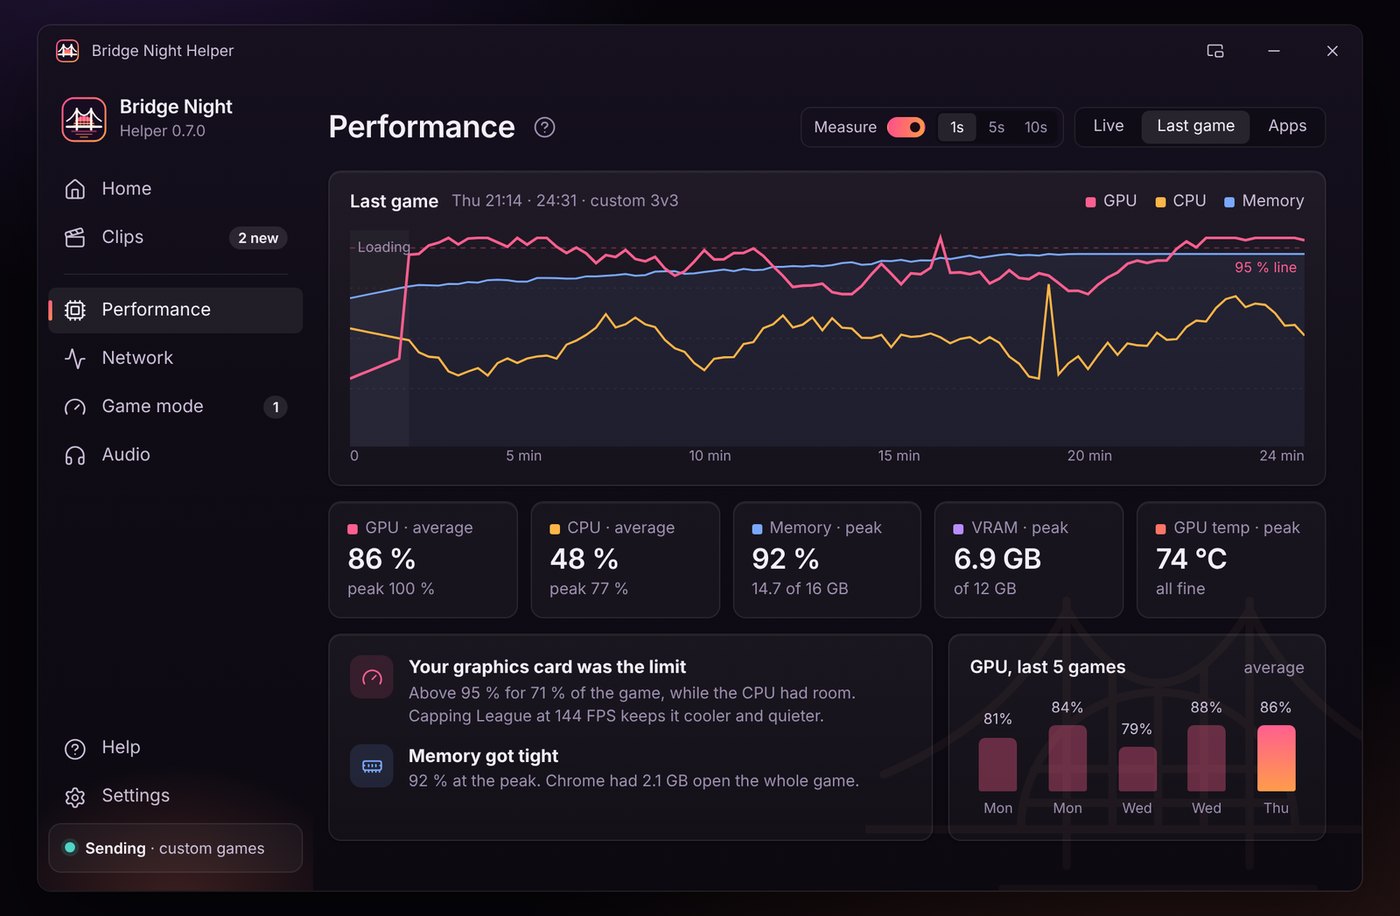 Bridge Night Helper
Bridge Night
Helper 0.7.0
Home
Clips
2 new
Performance
Network
Game mode
1
Audio
Help
Settings
Sending · custom games
Performance
?
Measure
1s
5s
10s
Live
Last game
Apps
Last game
Thu 21:14 · 24:31 · custom 3v3
GPU
CPU
Memory
Loading
95 % line
0
5 min
10 min
15 min
20 min
24 min
GPU · average
86 %
peak 100 %
CPU · average
48 %
peak 77 %
Memory · peak
92 %
14.7 of 16 GB
VRAM · peak
6.9 GB
of 12 GB
GPU temp · peak
74 °C
all fine
Your graphics card was the limit
Above 95 % for 71 % of the game, while the CPU had room.
Capping League at 144 FPS keeps it cooler and quieter.
Memory got tight
92 % at the peak. Chrome had 2.1 GB open the whole game.
GPU, last 5 games
average
81%
84%
79%
88%
86%
Mon
Mon
Wed
Wed
Thu